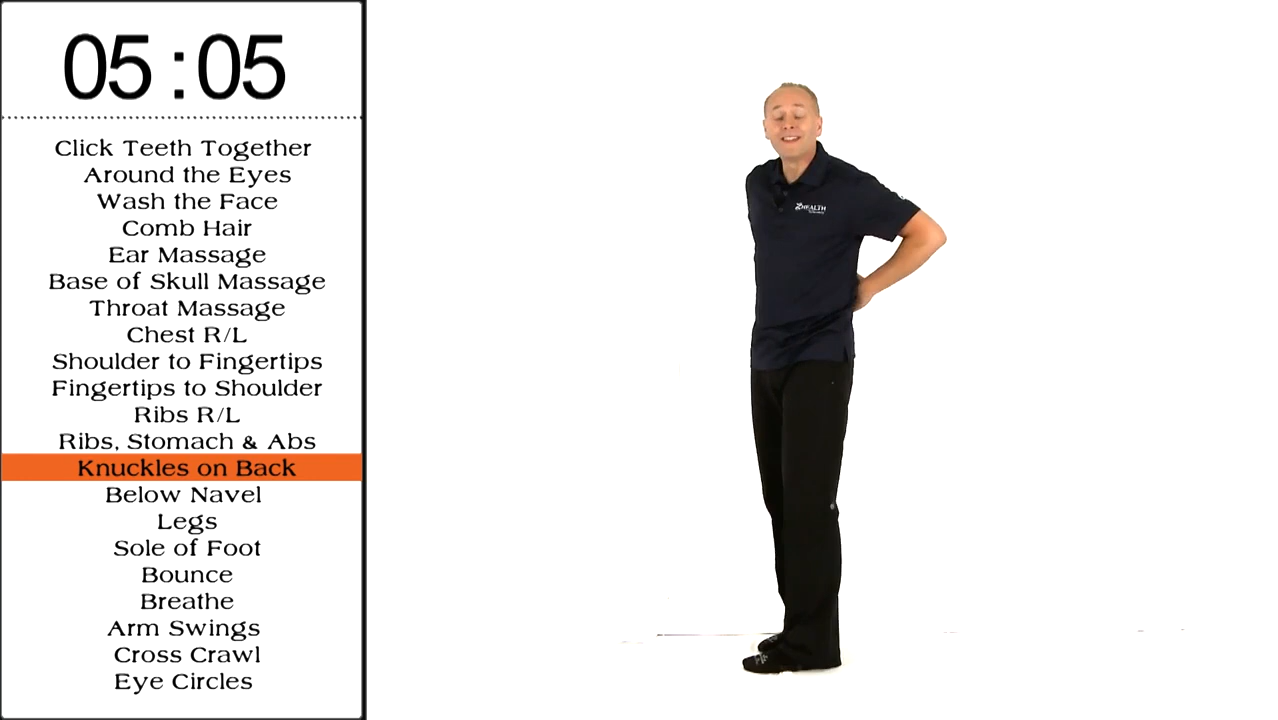 05:05
Click Teeth Together
Around the Eyes
Wash the Face
Comb Hair
Ear Massage
Base of Skull Massage
Throat Massage
Chest R/L
Shoulder to Fingertips
Fingertips to Shoulder
Ribs R/L
Ribs, Stomach & Abs
Knuckles on Back
Below Navel
Legs
Sole of Foot
Bounce
Breathe
Arm Swings
Cross Crawl
Eye Circles
ZHEALTH